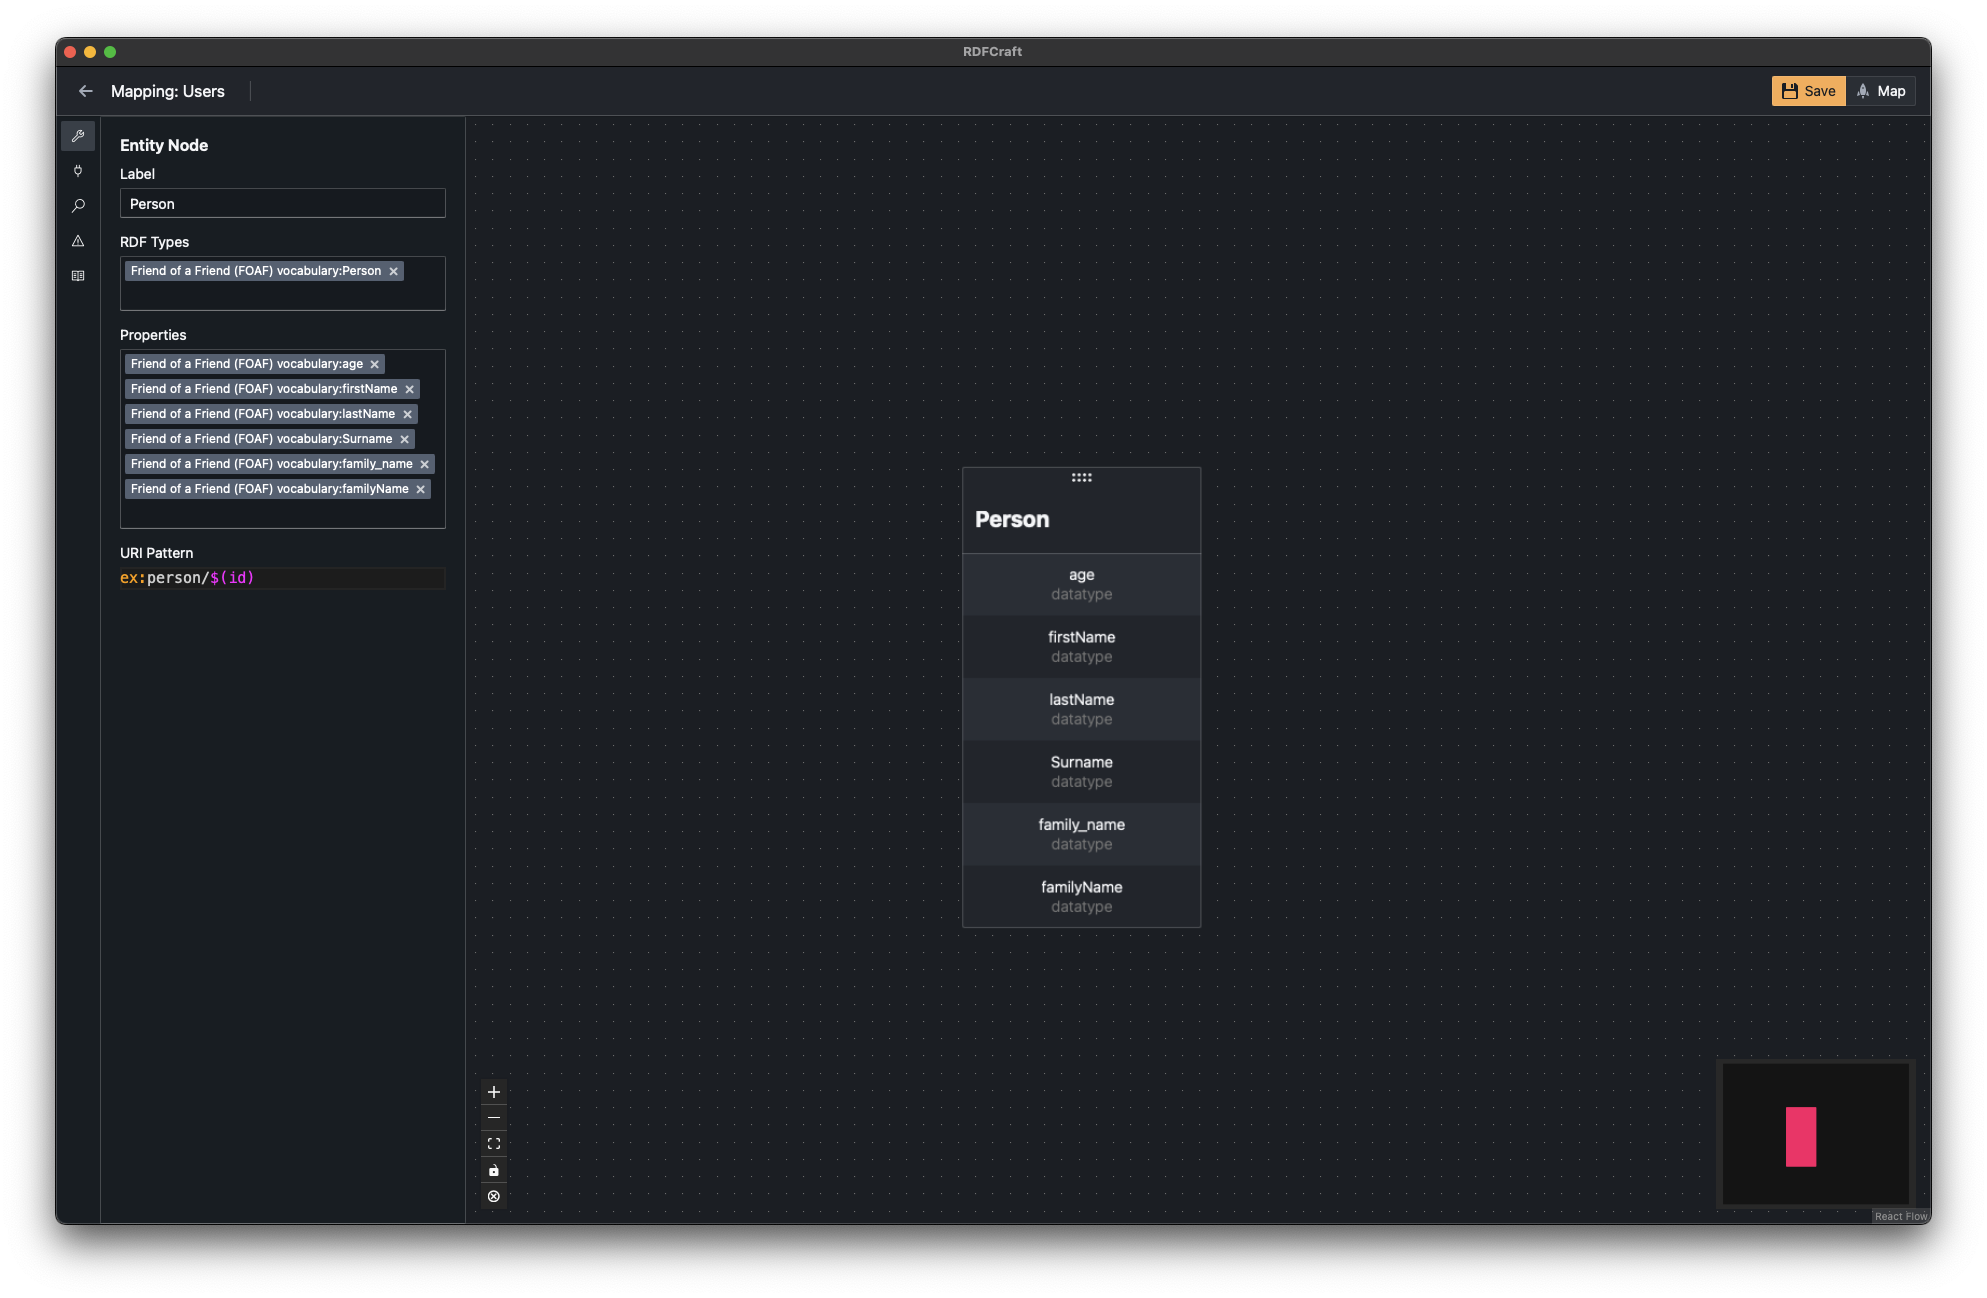 RDFCraft
Mapping: Users
Save
Map
Entity Node
Label
Person
RDF Types
Friend of a Friend (FOAF) vocabulary:Person
Properties
Friend of a Friend (FOAF) vocabulary:age
Friend of a Friend (FOAF) vocabulary:firstName
Friend of a Friend (FOAF) vocabulary:lastName
Friend of a Friend (FOAF) vocabulary:Surname
Friend of a Friend (FOAF) vocabulary:family_name
Friend of a Friend (FOAF) vocabulary:familyName
URI Pattern
ex:person/$(id)
Person
age
datatype
firstName
datatype
lastName
datatype
Surname
datatype
family_name
datatype
familyName
datatype
React Flow